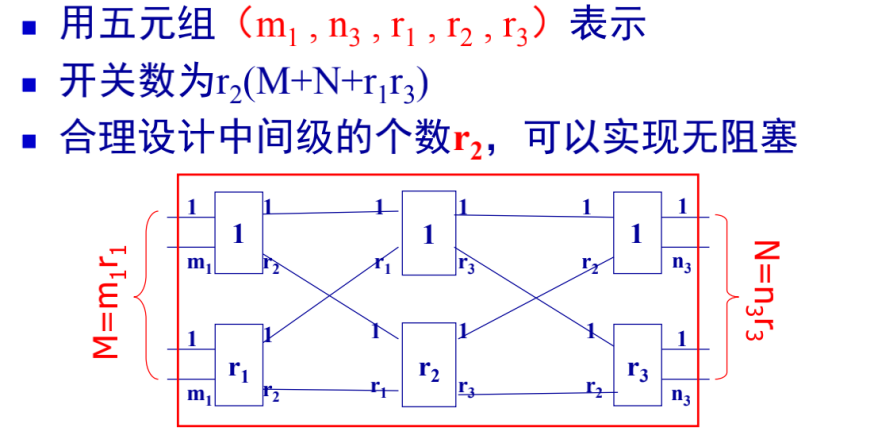 用五元组（m₁ , n₃ , r₁ , r₂ , r₃）表示
开关数为r₂(M+N+r₁r₃)
合理设计中间级的个数r₂，可以实现无阻塞
M=m₁r₁
1 1 1 1 1 1
1 1 1
m₁ r₂ r₁ r₃ r₂ n₃
1 1 1 1 1 1
r₁ r₂ r₃
m₁ r₂ r₁ r₃ r₂ n₃
N=n₃r₃